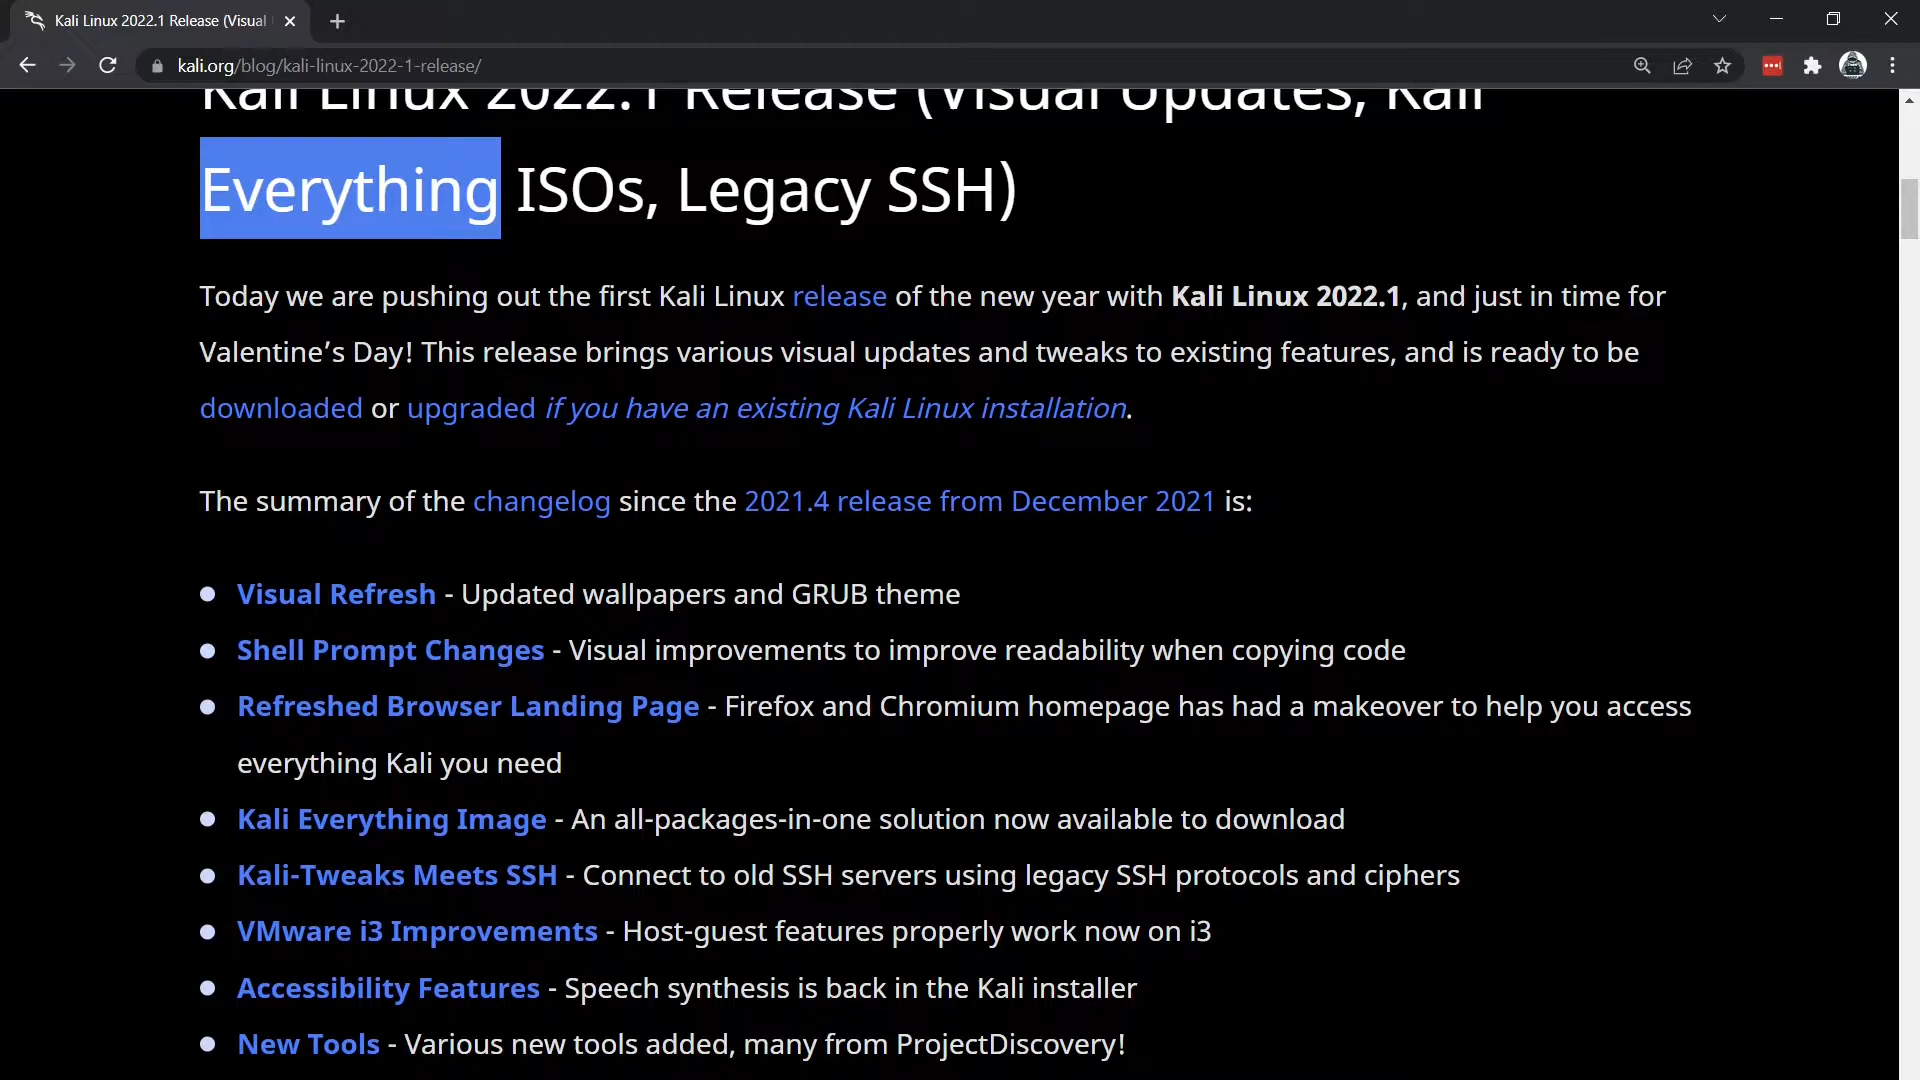 Kali Linux 2022.1 Release (Visual
kali.org/blog/kali-linux-2022-1-release/
Kali Linux 2022.1 Release (Visual Updates, Kali
Everything ISOs, Legacy SSH)
Today we are pushing out the first Kali Linux release of the new year with Kali Linux 2022.1, and just in time for
Valentine’s Day! This release brings various visual updates and tweaks to existing features, and is ready to be
downloaded or upgraded if you have an existing Kali Linux installation.
The summary of the changelog since the 2021.4 release from December 2021 is:
Visual Refresh - Updated wallpapers and GRUB theme
Shell Prompt Changes - Visual improvements to improve readability when copying code
Refreshed Browser Landing Page - Firefox and Chromium homepage has had a makeover to help you access
everything Kali you need
Kali Everything Image - An all-packages-in-one solution now available to download
Kali-Tweaks Meets SSH - Connect to old SSH servers using legacy SSH protocols and ciphers
VMware i3 Improvements - Host-guest features properly work now on i3
Accessibility Features - Speech synthesis is back in the Kali installer
New Tools - Various new tools added, many from ProjectDiscovery!